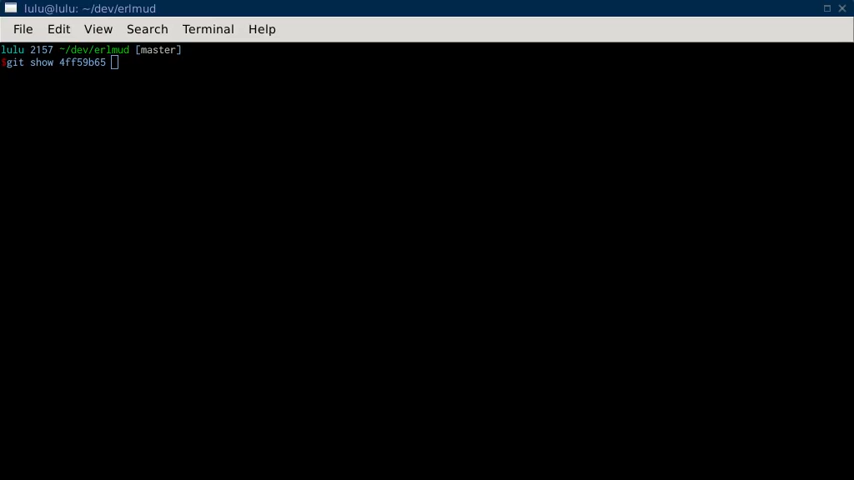 lulu@lulu: ~/dev/erlmud
File Edit View Search Terminal Help
lulu 2157 ~/dev/erlmud [master]
$git show 4ff59b65